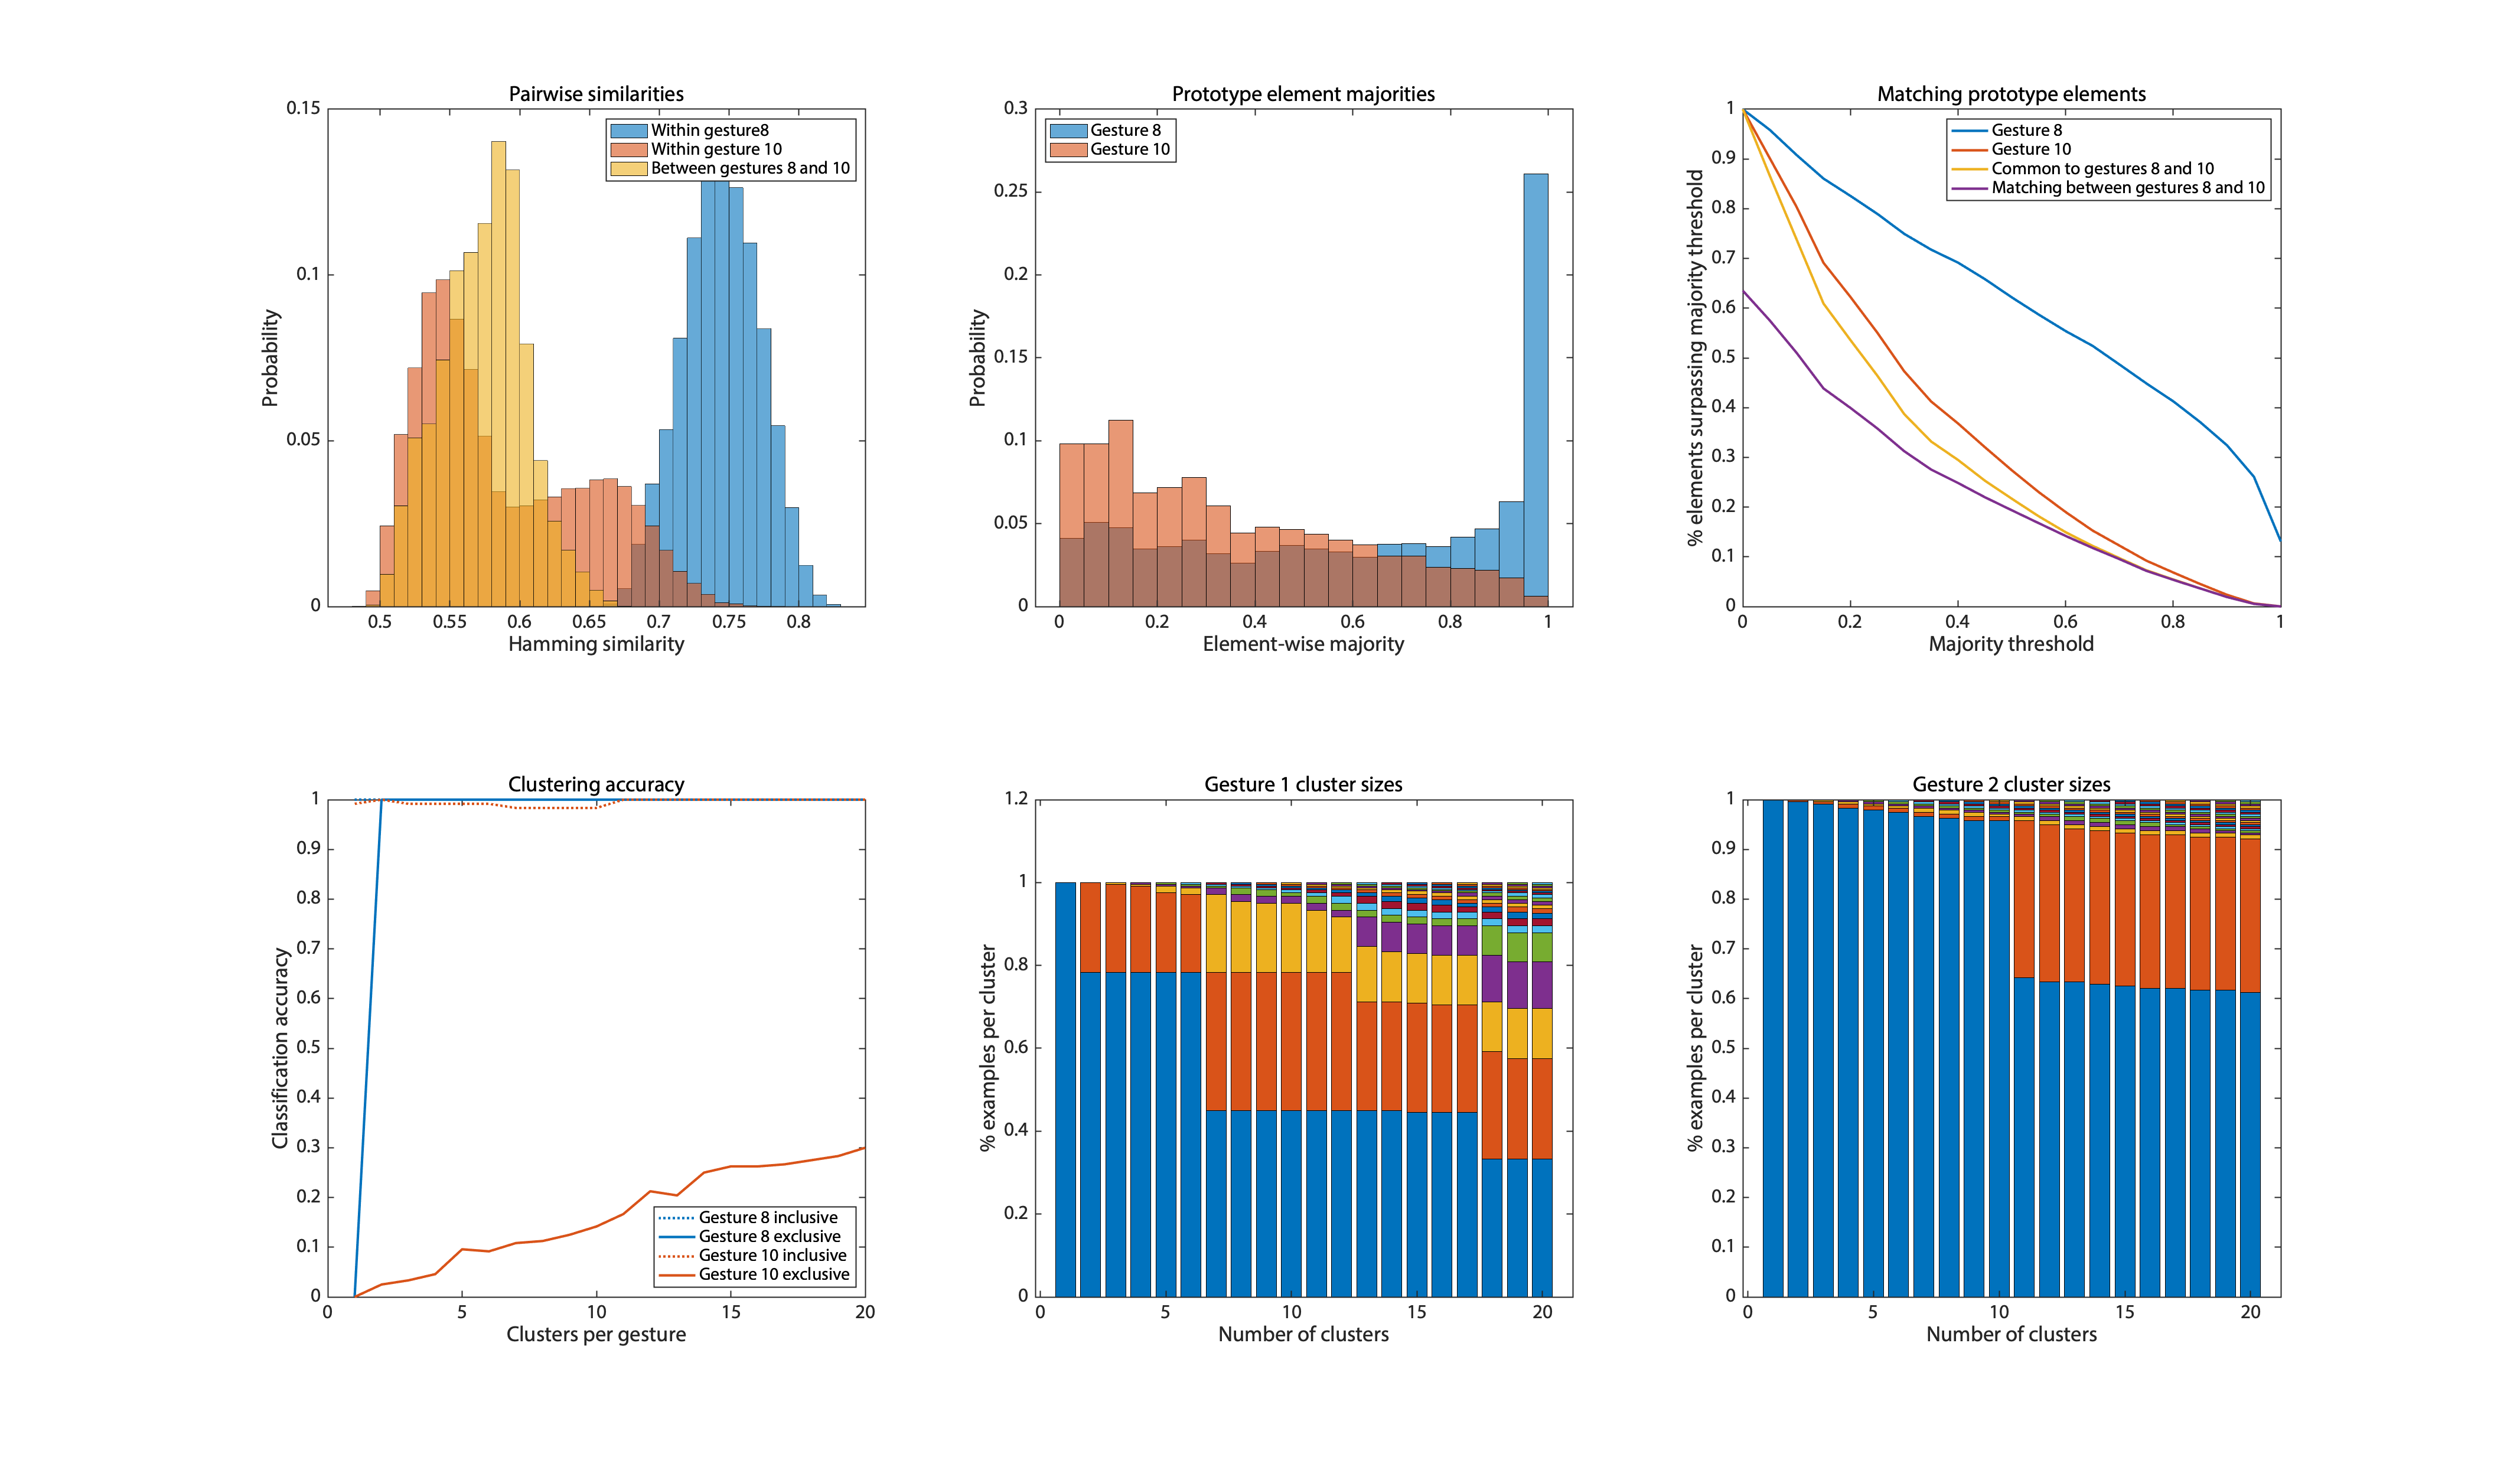 Pairwise similarities
0.15
0.1
0.05
0
Probability
Within gesture8
Within gesture 10
Between gestures 8 and 10
0.5 0.55 0.6 0.65 0.7 0.75 0.8
Hamming similarity
Prototype element majorities
0.3
0.25
0.2
0.15
0.1
0.05
0
Probability
Gesture 8
Gesture 10
0 0.2 0.4 0.6 0.8 1
Element-wise majority
Matching prototype elements
1
0.9
0.8
0.7
0.6
0.5
0.4
0.3
0.2
0.1
0
% elements surpassing majority threshold
Gesture 8
Gesture 10
Common to gestures 8 and 10
Matching between gestures 8 and 10
0 0.2 0.4 0.6 0.8 1
Majority threshold
Clustering accuracy
1
0.9
0.8
0.7
0.6
0.5
0.4
0.3
0.2
0.1
0
Classification accuracy
Gesture 8 inclusive
Gesture 8 exclusive
Gesture 10 inclusive
Gesture 10 exclusive
0 5 10 15 20
Clusters per gesture
Gesture 1 cluster sizes
1.2
1
0.8
0.6
0.4
0.2
0
% examples per cluster
0 5 10 15 20
Number of clusters
Gesture 2 cluster sizes
1
0.9
0.8
0.7
0.6
0.5
0.4
0.3
0.2
0.1
0
% examples per cluster
0 5 10 15 20
Number of clusters